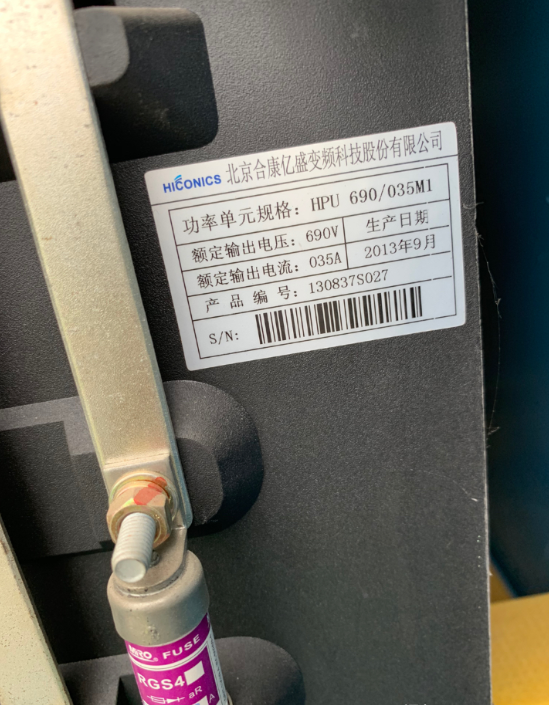 HICONICS 北京合康亿盛变频科技股份有限公司
功率单元规格: HPU 690/035M1
额定输出电压: 690V 生产日期
额定输出电流: 035A 2013年9月
产品编号: 130837S027
S/N:
FUSE
RGS4
aR
A